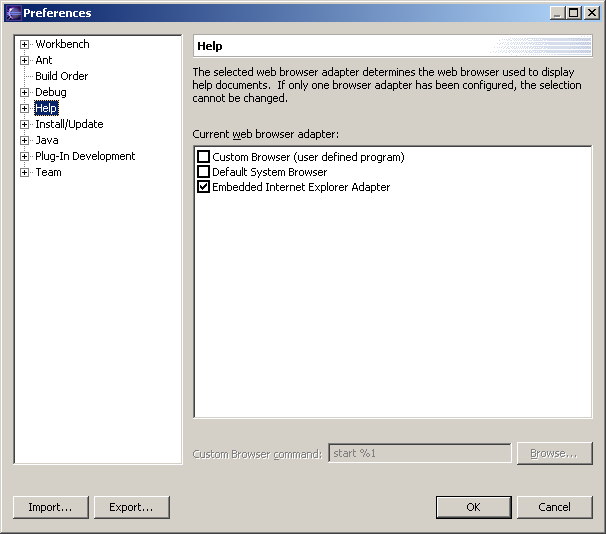 Preferences
Workbench
Ant
Build Order
Debug
Help
Install/Update
Java
Plug-In Development
Team
Help
The selected web browser adapter determines the web browser used to display
help documents.  If only one browser adapter has been configured, the selection
cannot be changed.
Current web browser adapter:
Custom Browser (user defined program)
Default System Browser
Embedded Internet Explorer Adapter
Custom Browser command: start %1 Browse...
Import... Export... OK Cancel